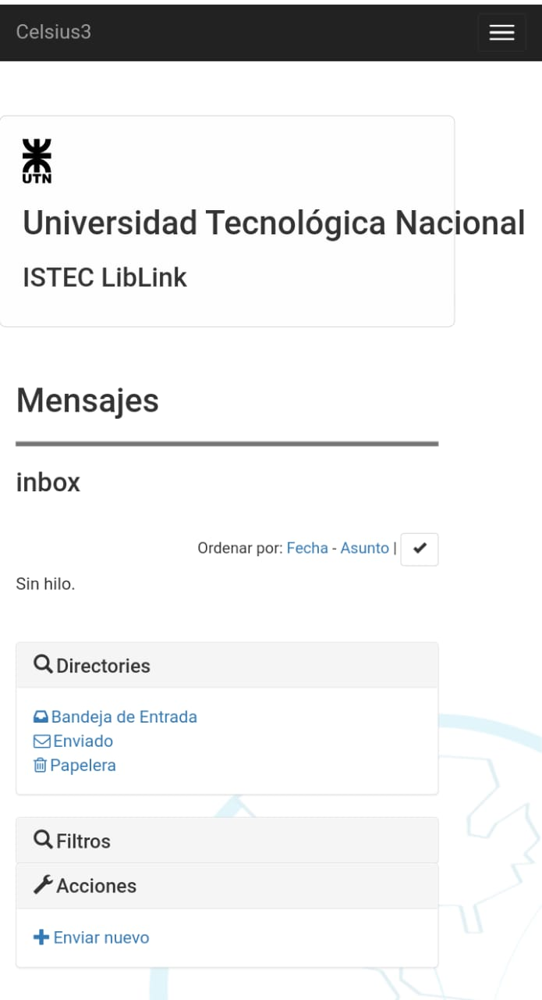 Celsius3
UTN
Universidad Tecnológica Nacional
ISTEC LibLink
Mensajes
inbox
Ordenar por: Fecha - Asunto |
Sin hilo.
Directories
Bandeja de Entrada
Enviado
Papelera
Filtros
Acciones
Enviar nuevo